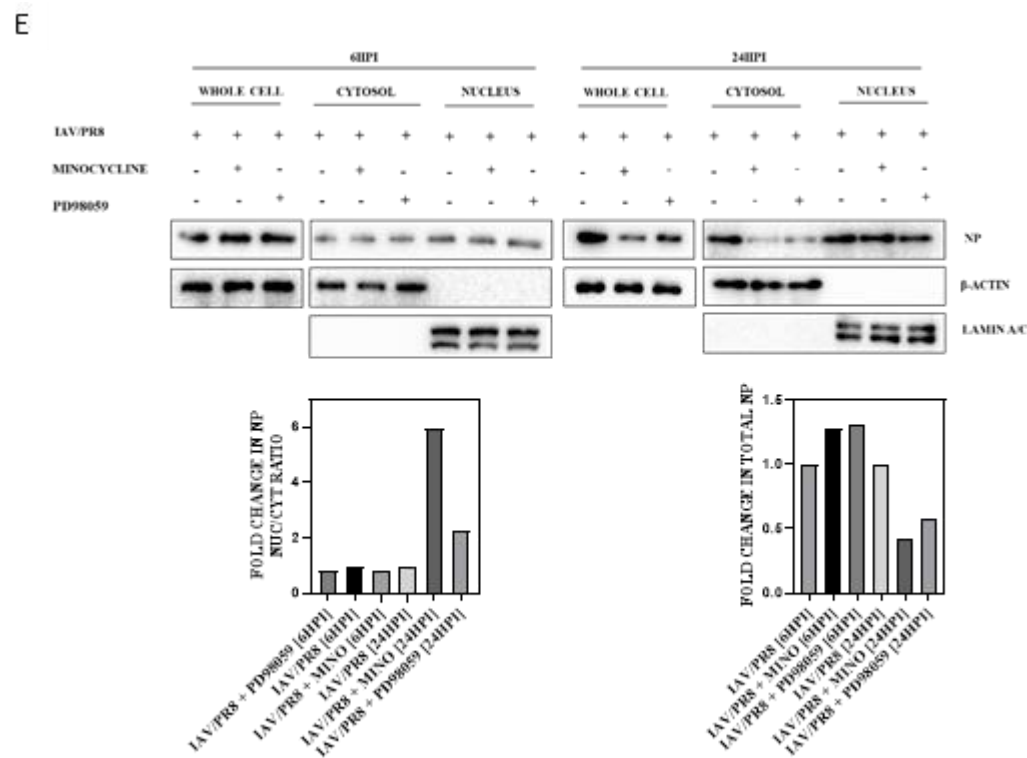 E
6HPI 24HPI
WHOLE CELL CYTOSOL NUCLEUS WHOLE CELL CYTOSOL NUCLEUS
IAV/PR8 + + + + + + + + + + + + + + + + + +
MINOCYCLINE - + - - + - - + - - + - - + - - + -
PD98059 - - + - - + - - + - - + - - + - - +
NP
β-ACTIN
LAMIN A/C
FOLD CHANGE IN NP
NUC/CYT RATIO
6
4
2
0
IAV/PR8 + PD98059 [6HPI]
IAV/PR8 [6HPI]
IAV/PR8 + MINO [6HPI]
IAV/PR8 [24HPI]
IAV/PR8 + MINO [24HPI]
IAV/PR8 + PD98059 [24HPI]
FOLD CHANGE IN TOTAL NP
1.5
1.0
0.5
0.0
IAV/PR8 [6HPI]
IAV/PR8 + MINO [6HPI]
IAV/PR8 + PD98059 [6HPI]
IAV/PR8 [24HPI]
IAV/PR8 + MINO [24HPI]
IAV/PR8 + PD98059 [24HPI]